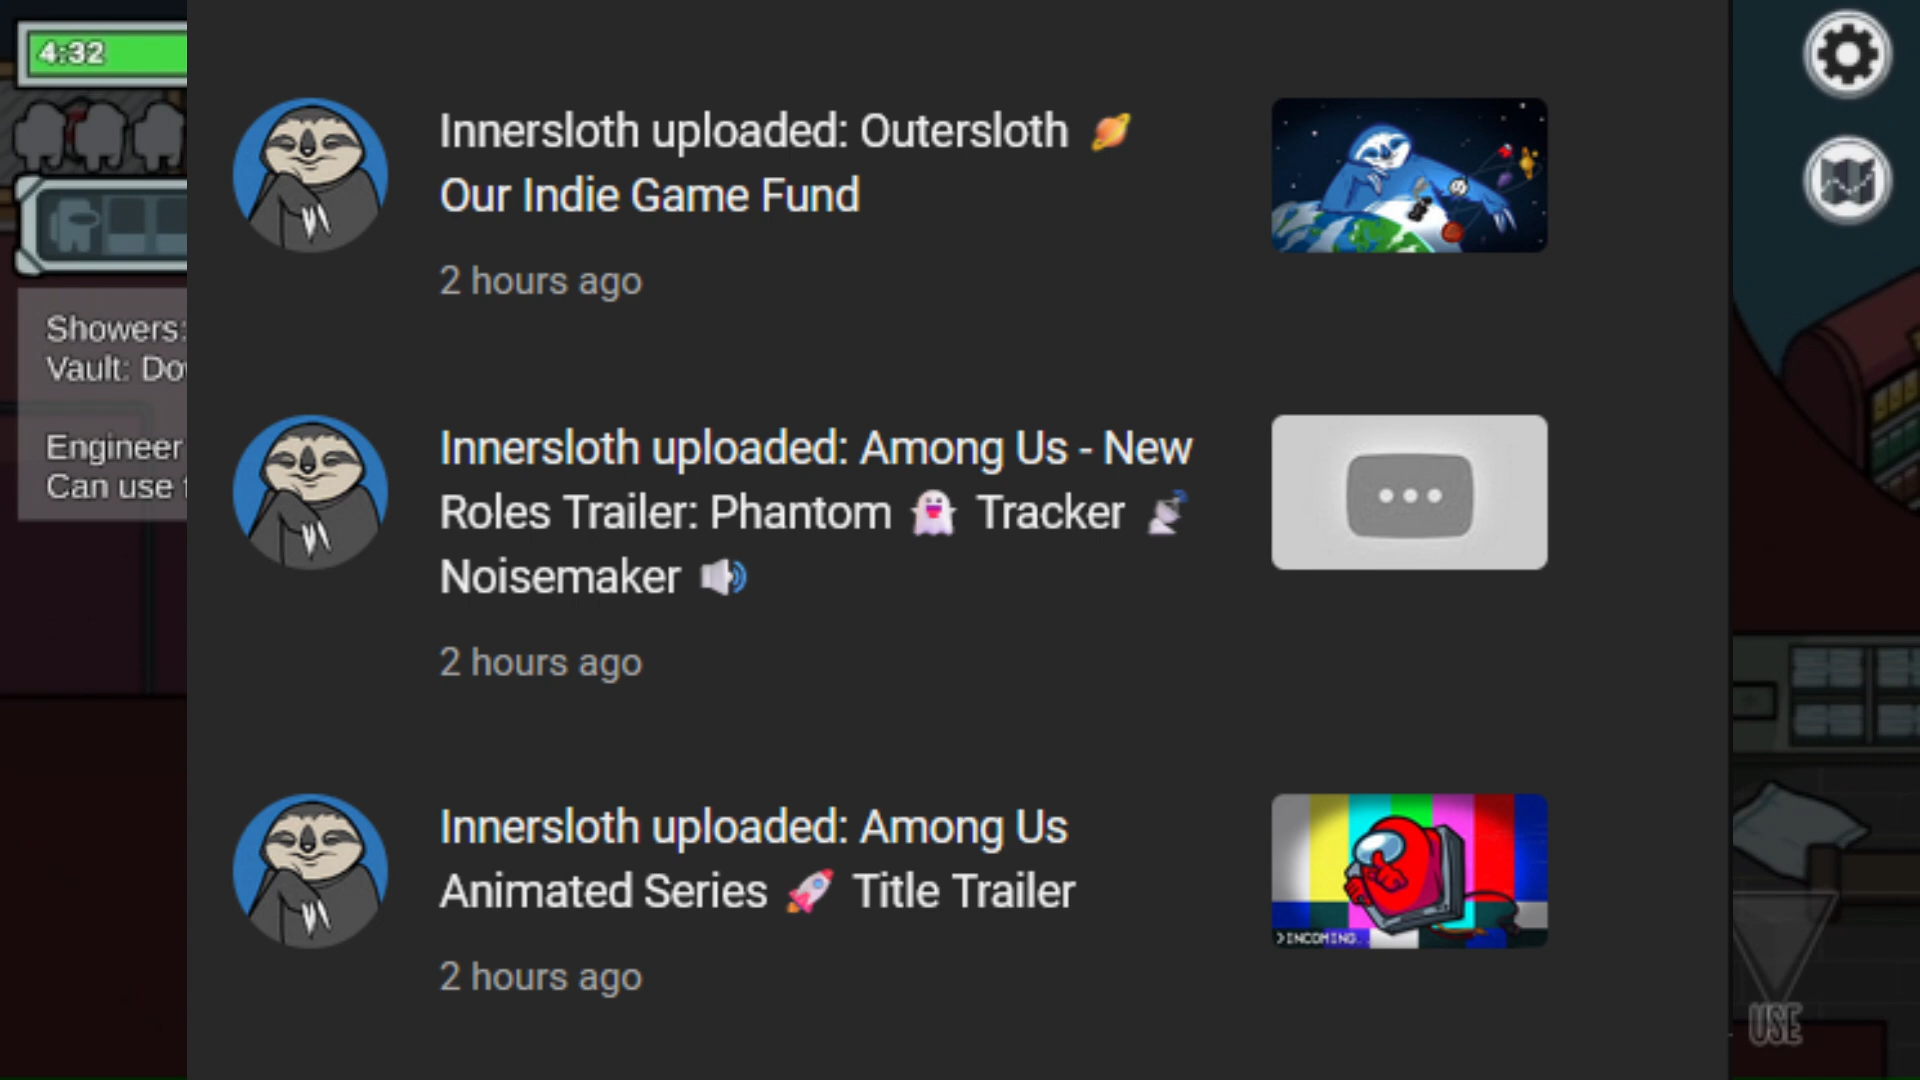 4:32
Showers:
Vault:
Engineer
Can use
Innersloth uploaded: Outersloth 🪐
Our Indie Game Fund
2 hours ago
Innersloth uploaded: Among Us - New
Roles Trailer: Phantom 👻 Tracker 📡
Noisemaker 🔊
2 hours ago
Innersloth uploaded: Among Us
Animated Series 🚀 Title Trailer
2 hours ago
>INCOMING..
USE